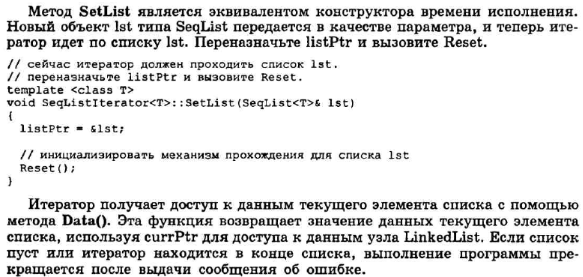 Метод SetList является эквивалентом конструктора времени исполнения.
Новый объект lst типа SeqList передается в качестве параметра, и теперь ите-
ратор идет по списку lst. Переназначьте listPtr и вызовите Reset.
// сейчас итератор должен проходить список lst.
// переназначьте listPtr и вызовите Reset.
template <class T>
void SeqListIterator<T>::SetList(SeqList<T>& lst)
{
listPtr = &lst;
// инициализировать механизм прохождения для списка lst
Reset();
}
Итератор получает доступ к данным текущего элемента списка с помощью
метода Data(). Эта функция возвращает значение данных текущего элемента
списка, используя currPtr для доступа к данным узла LinkedList. Если список
пуст или итератор находится в конце списка, выполнение программы пре-
кращается после выдачи сообщения об ошибке.